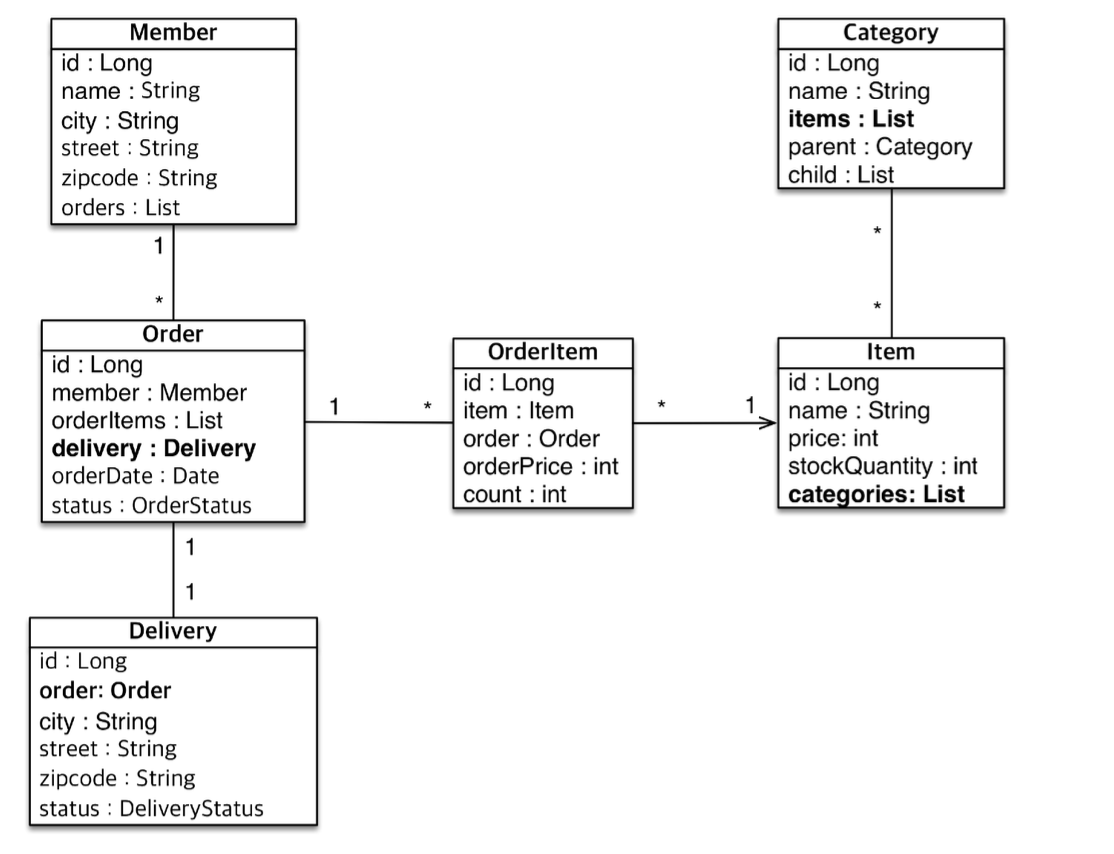 Member
id : Long
name : String
city : String
street : String
zipcode : String
orders : List
1
*
Order
id : Long
member : Member
orderItems : List
delivery : Delivery
orderDate : Date
status : OrderStatus
1
*
OrderItem
id : Long
item : Item
order : Order
orderPrice : int
count : int
*
1
Category
id : Long
name : String
items : List
parent : Category
child : List
*
*
Item
id : Long
name : String
price: int
stockQuantity : int
categories: List
1
1
Delivery
id : Long
order: Order
city : String
street : String
zipcode : String
status : DeliveryStatus